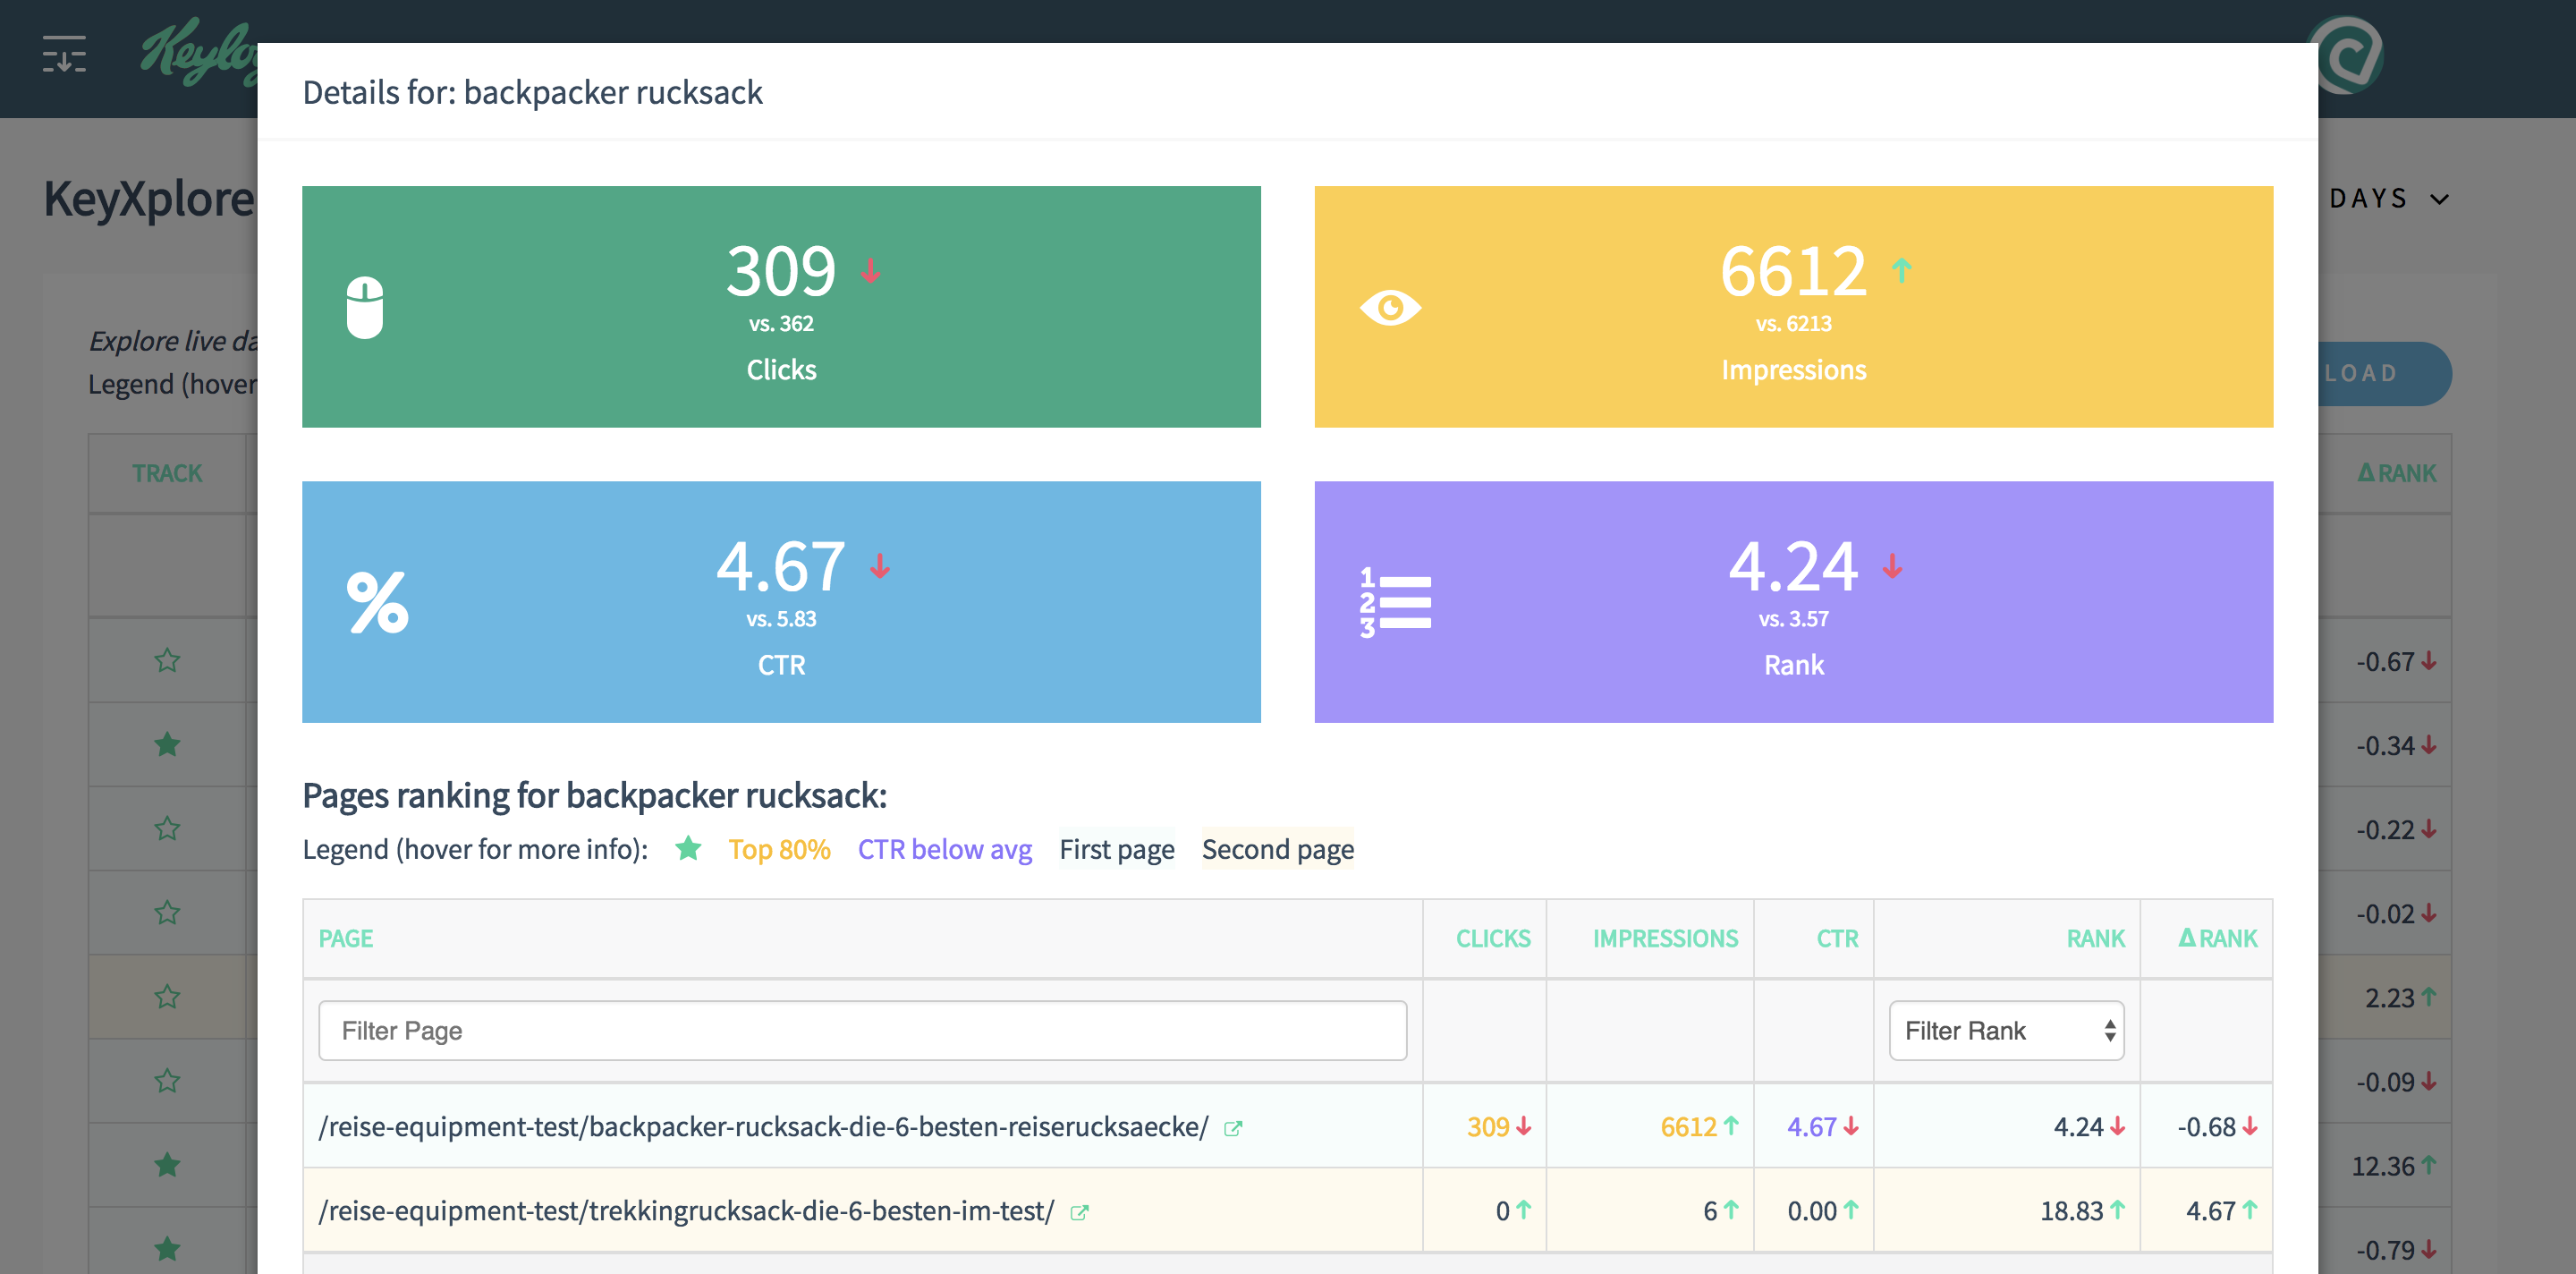 Details for: backpacker rucksack
KeyXplore
DAYS
309
vs. 362
Clicks
6612
vs. 6213
Impressions
Explore live
Legend (hover
LOAD
4.67
vs. 5.83
CTR
%
4.24
vs. 3.57
Rank
1
2
3
TRACK
Δ RANK
-0.67
-0.34
-0.22
-0.02
2.23
-0.09
12.36
-0.79
Pages ranking for backpacker rucksack:
Legend (hover for more info): Top 80% CTR below avg First page Second page
PAGE CLICKS IMPRESSIONS CTR RANK Δ RANK
Filter Page Filter Rank
/reise-equipment-test/backpacker-rucksack-die-6-besten-reiserucksaecke/ 309 6612 4.67 4.24 -0.68
/reise-equipment-test/trekkingrucksack-die-6-besten-im-test/ 0 6 0.00 18.83 4.67